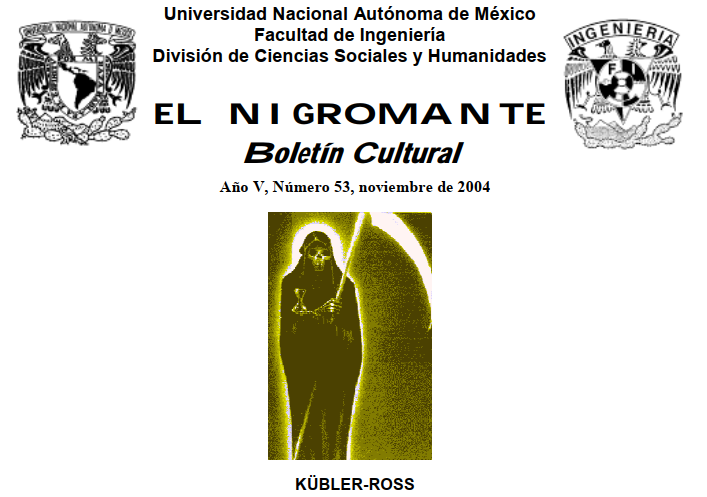 Universidad Nacional Autónoma de México
Facultad de Ingeniería
División de Ciencias Sociales y Humanidades
INGENIERIA
F I
EL NIGROMANTE
Boletín Cultural
Año V, Número 53, noviembre de 2004
KÜBLER-ROSS